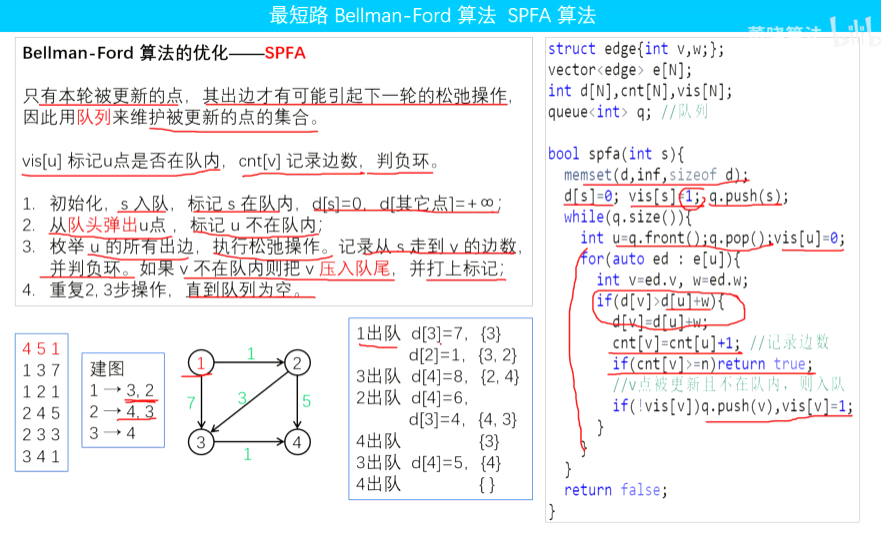 最短路 Bellman-Ford 算法 SPFA 算法
董晓算法 bilibili
Bellman-Ford 算法的优化——SPFA
只有本轮被更新的点，其出边才有可能引起下一轮的松弛操作，
因此用队列来维护被更新的点的集合。
vis[u] 标记u点是否在队内，cnt[v] 记录边数，判负环。
1. 初始化，s 入队，标记 s 在队内，d[s]=0，d[其它点]=+∞；
2. 从队头弹出u点，标记 u 不在队内；
3. 枚举 u 的所有出边，执行松弛操作。记录从 s 走到 v 的边数，
并判负环。如果 v 不在队内则把 v 压入队尾，并打上标记；
4. 重复2, 3步操作，直到队列为空。
4 5 1
1 3 7
1 2 1
2 4 5
2 3 3
3 4 1
建图
1 → 3, 2
2 → 4, 3
3 → 4
1
1
2
7
3
5
3
4
1
1出队 d[3]=7, {3}
d[2]=1, {3, 2}
3出队 d[4]=8, {2, 4}
2出队 d[4]=6,
d[3]=4, {4, 3}
4出队 {3}
3出队 d[4]=5, {4}
4出队 { }
struct edge{int v,w;};
vector<edge> e[N];
int d[N],cnt[N],vis[N];
queue<int> q; //队列
bool spfa(int s){
memset(d,inf,sizeof d);
d[s]=0; vis[s]=1; q.push(s);
while(q.size()){
int u=q.front();q.pop();vis[u]=0;
for(auto ed : e[u]){
int v=ed.v, w=ed.w;
if(d[v]>d[u]+w){
d[v]=d[u]+w;
cnt[v]=cnt[u]+1; //记录边数
if(cnt[v]>=n)return true;
//v点被更新且不在队内，则入队
if(!vis[v])q.push(v),vis[v]=1;
}
}
}
return false;
}